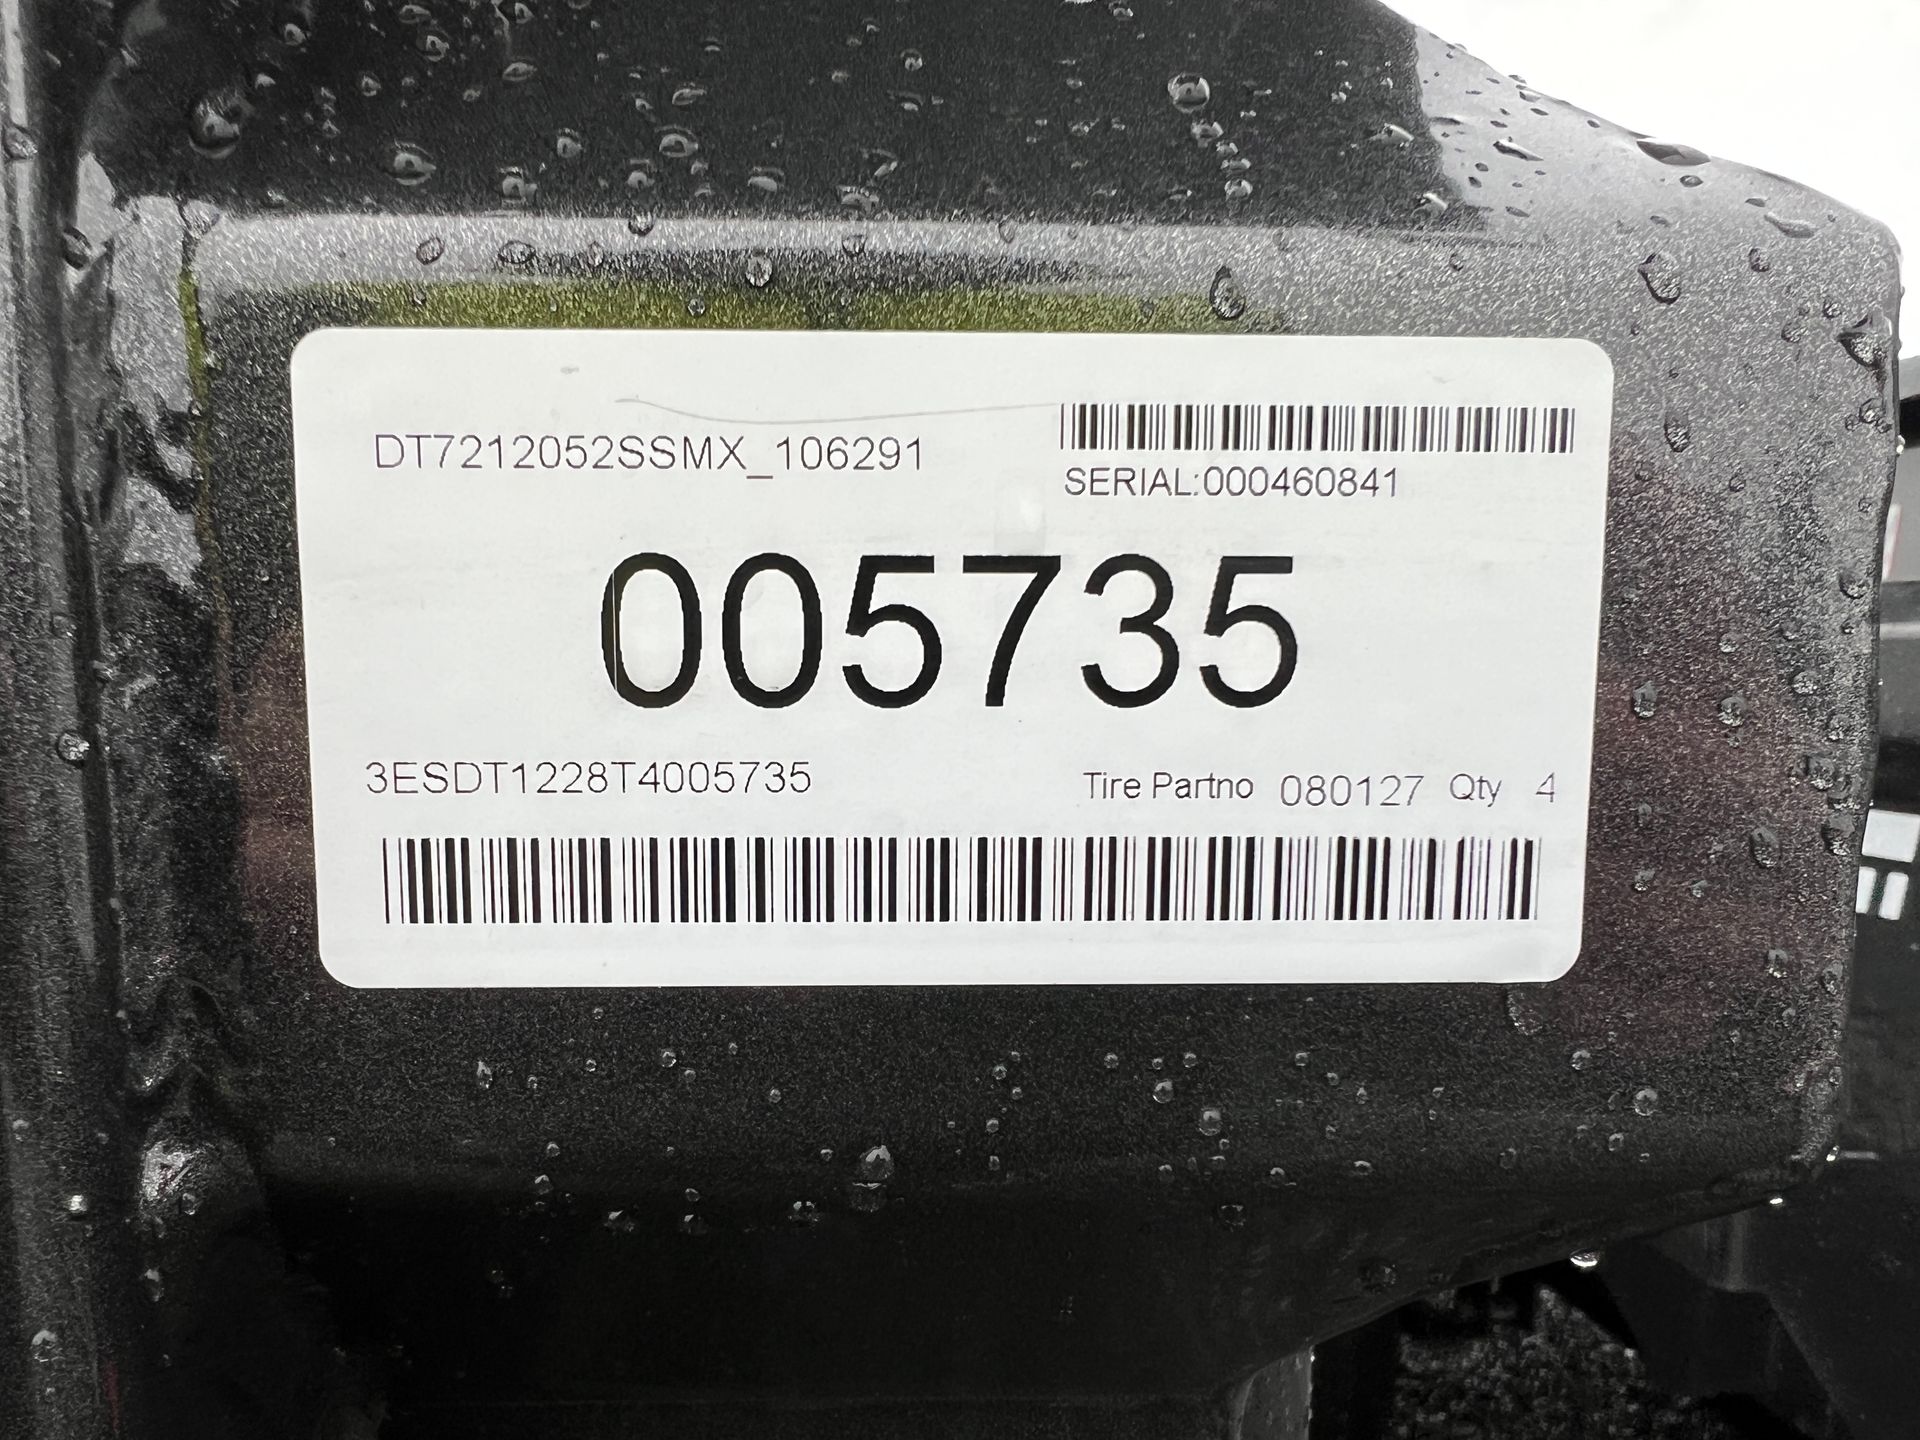 DT7212052SSMX_106291
SERIAL:000460841
005735
3ESDT1228T4005735
Tire Partno 080127 Qty 4